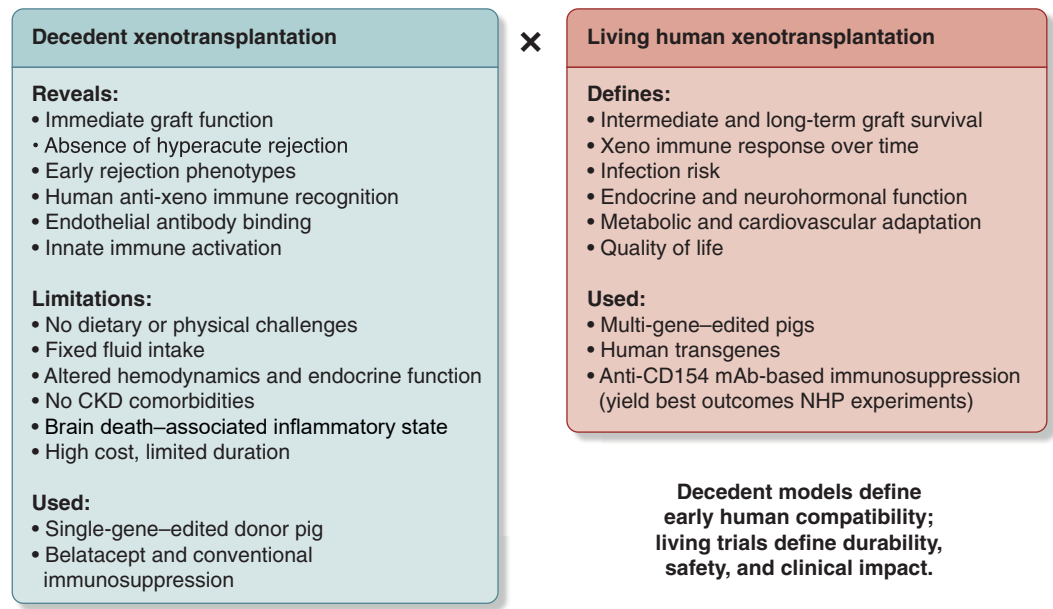 Decedent xenotransplantation
Reveals:
• Immediate graft function
• Absence of hyperacute rejection
• Early rejection phenotypes
• Human anti-xeno immune recognition
• Endothelial antibody binding
• Innate immune activation
Limitations:
• No dietary or physical challenges
• Fixed fluid intake
• Altered hemodynamics and endocrine function
• No CKD comorbidities
• Brain death–associated inflammatory state
• High cost, limited duration
Used:
• Single-gene–edited donor pig
• Belatacept and conventional
immunosuppression
×
Living human xenotransplantation
Defines:
• Intermediate and long-term graft survival
• Xeno immune response over time
• Infection risk
• Endocrine and neurohormonal function
• Metabolic and cardiovascular adaptation
• Quality of life
Used:
• Multi-gene–edited pigs
• Human transgenes
• Anti-CD154 mAb-based immunosuppression
(yield best outcomes NHP experiments)
Decedent models define
early human compatibility;
living trials define durability,
safety, and clinical impact.